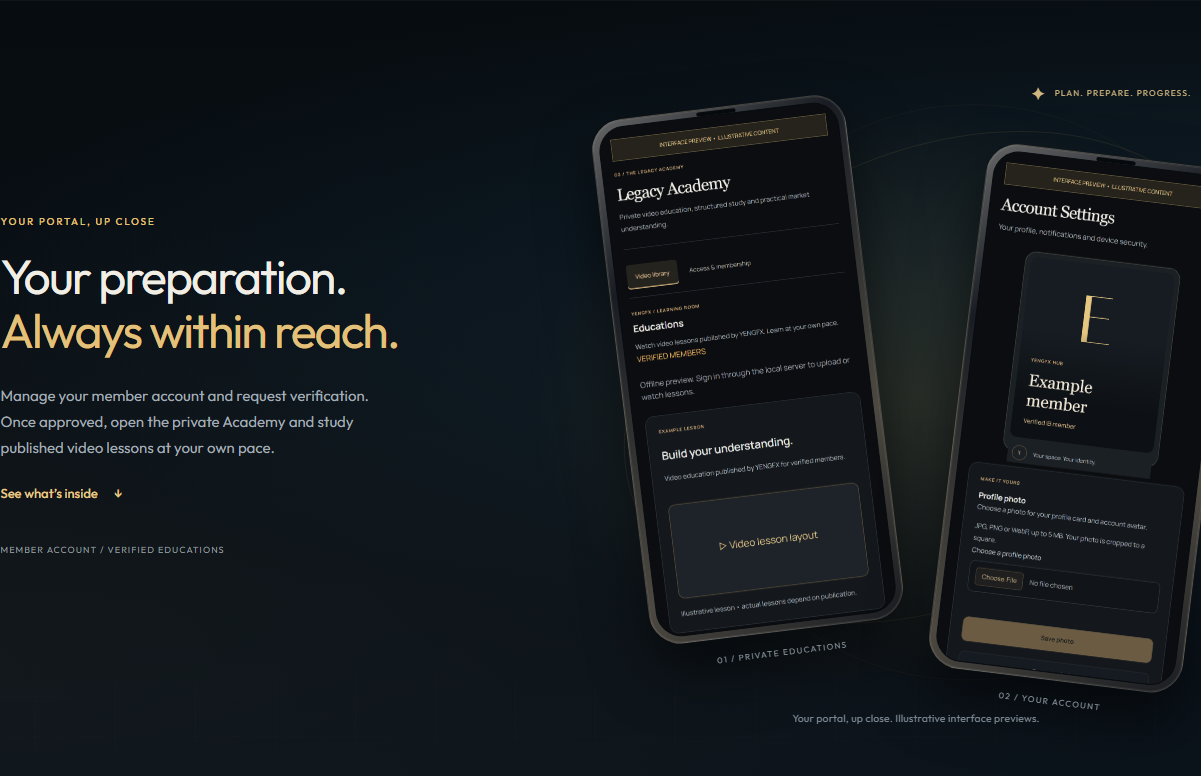 PLAN. PREPARE. PROGRESS.
YOUR PORTAL, UP CLOSE
Your preparation.
Always within reach.
Manage your member account and request verification.
Once approved, open the private Academy and study
published video lessons at your own pace.
See what's inside ↓
MEMBER ACCOUNT / VERIFIED EDUCATIONS
INTERFACE PREVIEW • ILLUSTRATIVE CONTENT
03 / THE LEGACY ACADEMY
Legacy Academy
Private video education, structured study and practical market
understanding.
Video library
Access & membership
YENGFX / LEARNING ROOM
Educations
Watch video lessons published by YENGFX. Learn at your own pace.
VERIFIED MEMBERS
Offline preview. Sign in through the local server to upload or
watch lessons.
EXAMPLE LESSON
Build your understanding.
Video education published by YENGFX for verified members.
▷ Video lesson layout
Illustrative lesson • actual lessons depend on publication.
01 / PRIVATE EDUCATIONS
INTERFACE PREVIEW • ILLUSTRATIVE CONTENT
Account Settings
Your profile, notifications and device security.
E
YENGFX HUB
Example
member
Verified IB member
1 Your space. Your identity.
MAKE IT YOURS
Profile photo
Choose a photo for your profile card and account avatar.
JPG, PNG or WebP, up to 5 MB. Your photo is cropped to a
square.
Choose a profile photo
Choose File No file chosen
Save photo
02 / YOUR ACCOUNT
Your portal, up close. Illustrative interface previews.